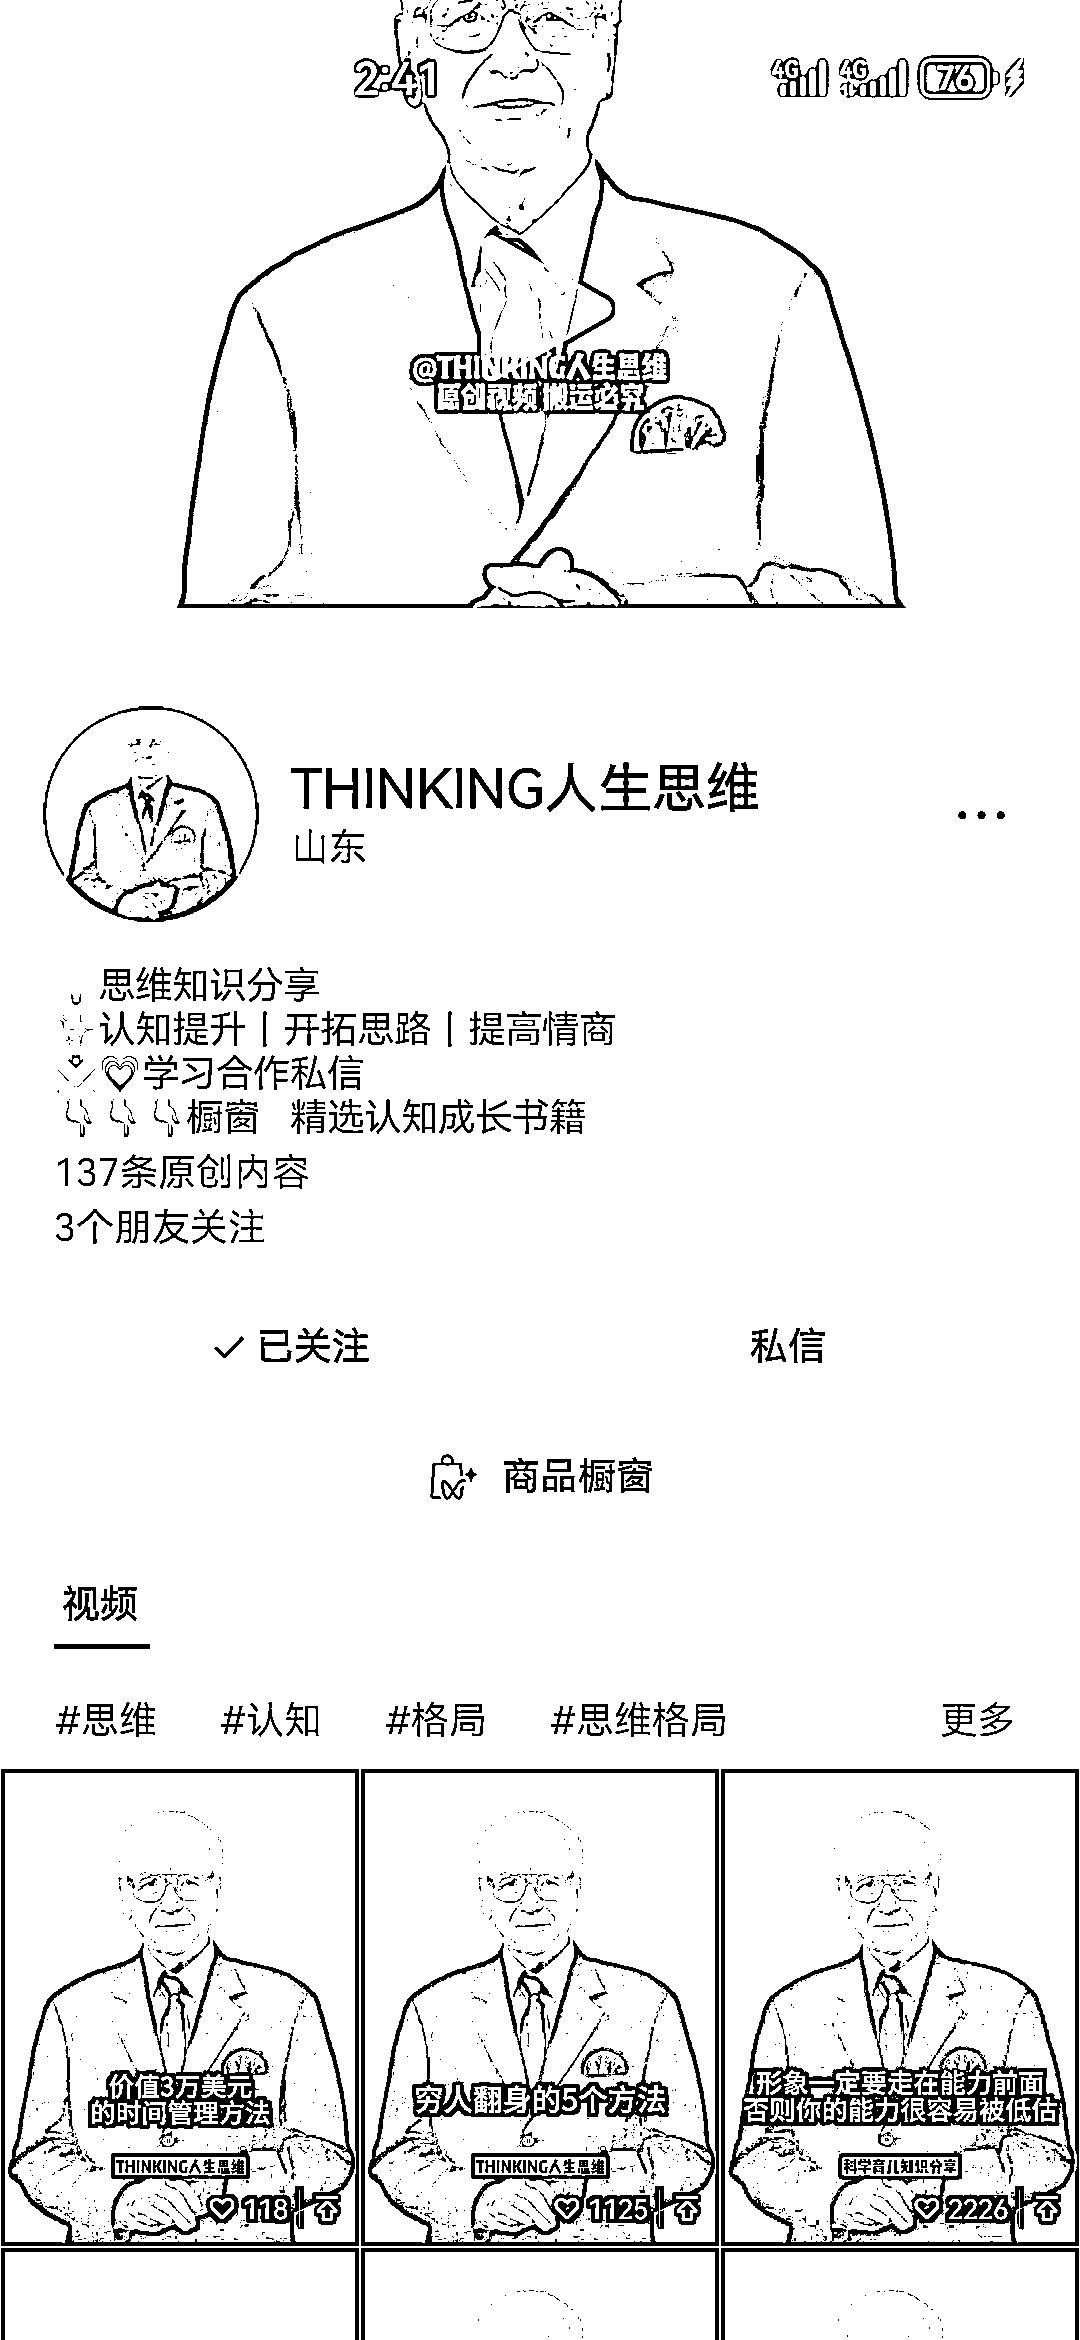 2:41
4G 4G 76
@THINKING人生思维
原创视频 搬运必究
THINKING人生思维
山东
思维知识分享
认知提升｜开拓思路｜提高情商
学习合作私信
橱窗 精选认知成长书籍
137条原创内容
3个朋友关注
已关注 私信
商品橱窗
视频
#思维 #认知 #格局 #思维格局 更多
价值3万美元
的时间管理方法
THINKING人生思维
118
穷人翻身的5个方法
THINKING人生思维
1125
形象一定要走在能力前面
否则你的能力很容易被低估
科学育儿知识分享
2226